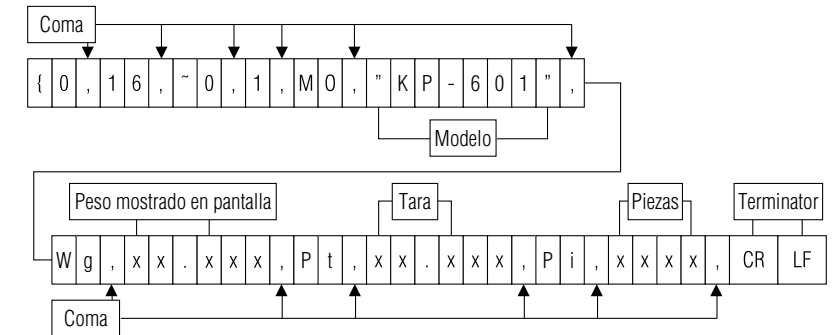 Coma
{ 0 , 1 6 , ~ 0 , 1 , M O , ” K P - 6 0 1 ” ,
Modelo
Peso mostrado en pantalla Tara Piezas Terminator
W g , x x . x x x , P t , x x . x x x , P i , x x x x , CR LF
Coma